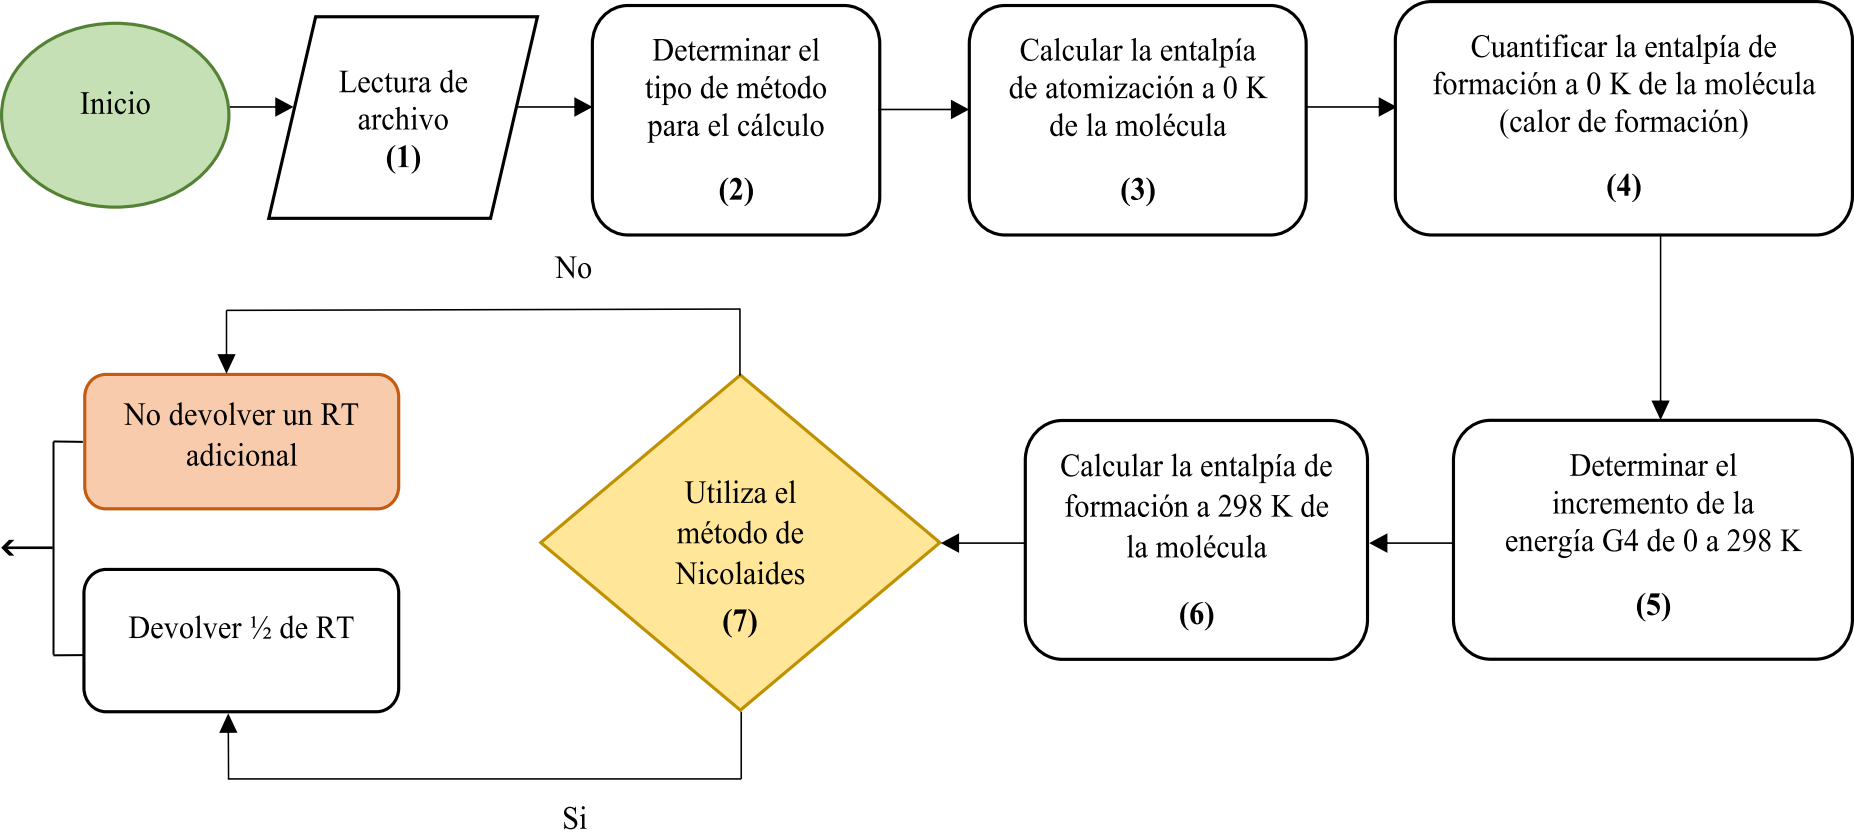 Inicio
Lectura de
archivo
(1)
Determinar el
tipo de método
para el cálculo
(2)
Calcular la entalpía
de atomización a 0 K
de la molécula
(3)
Cuantificar la entalpía de
formación a 0 K de la molécula
(calor de formación)
(4)
Determinar el
incremento de la
energía G4 de 0 a 298 K
(5)
Calcular la entalpía de
formación a 298 K de
la molécula
(6)
Utiliza el
método de
Nicolaides
(7)
No
No devolver un RT
adicional
Si
Devolver ½ de RT